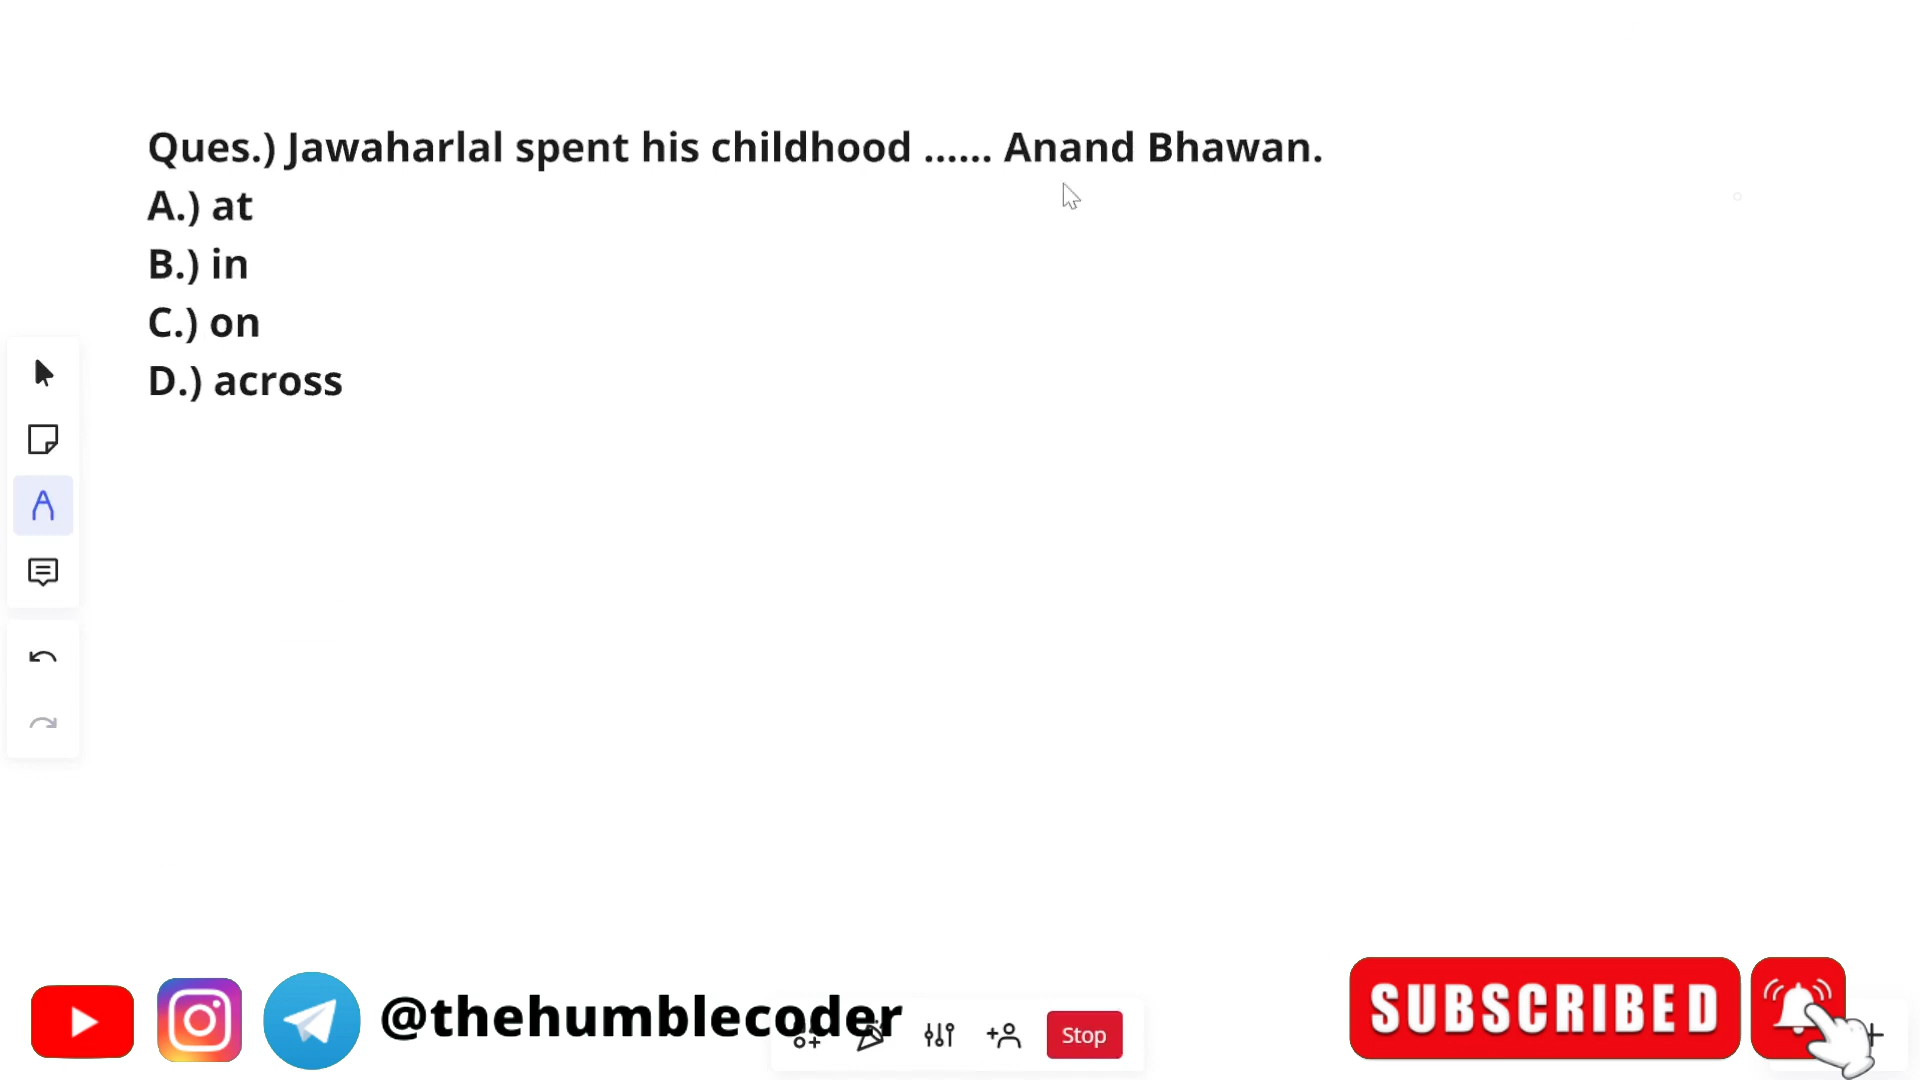 Ques.) Jawaharlal spent his childhood ...... Anand Bhawan.
A.) at
B.) in
C.) on
D.) across
@thehumblecoder
Stop
SUBSCRIBED